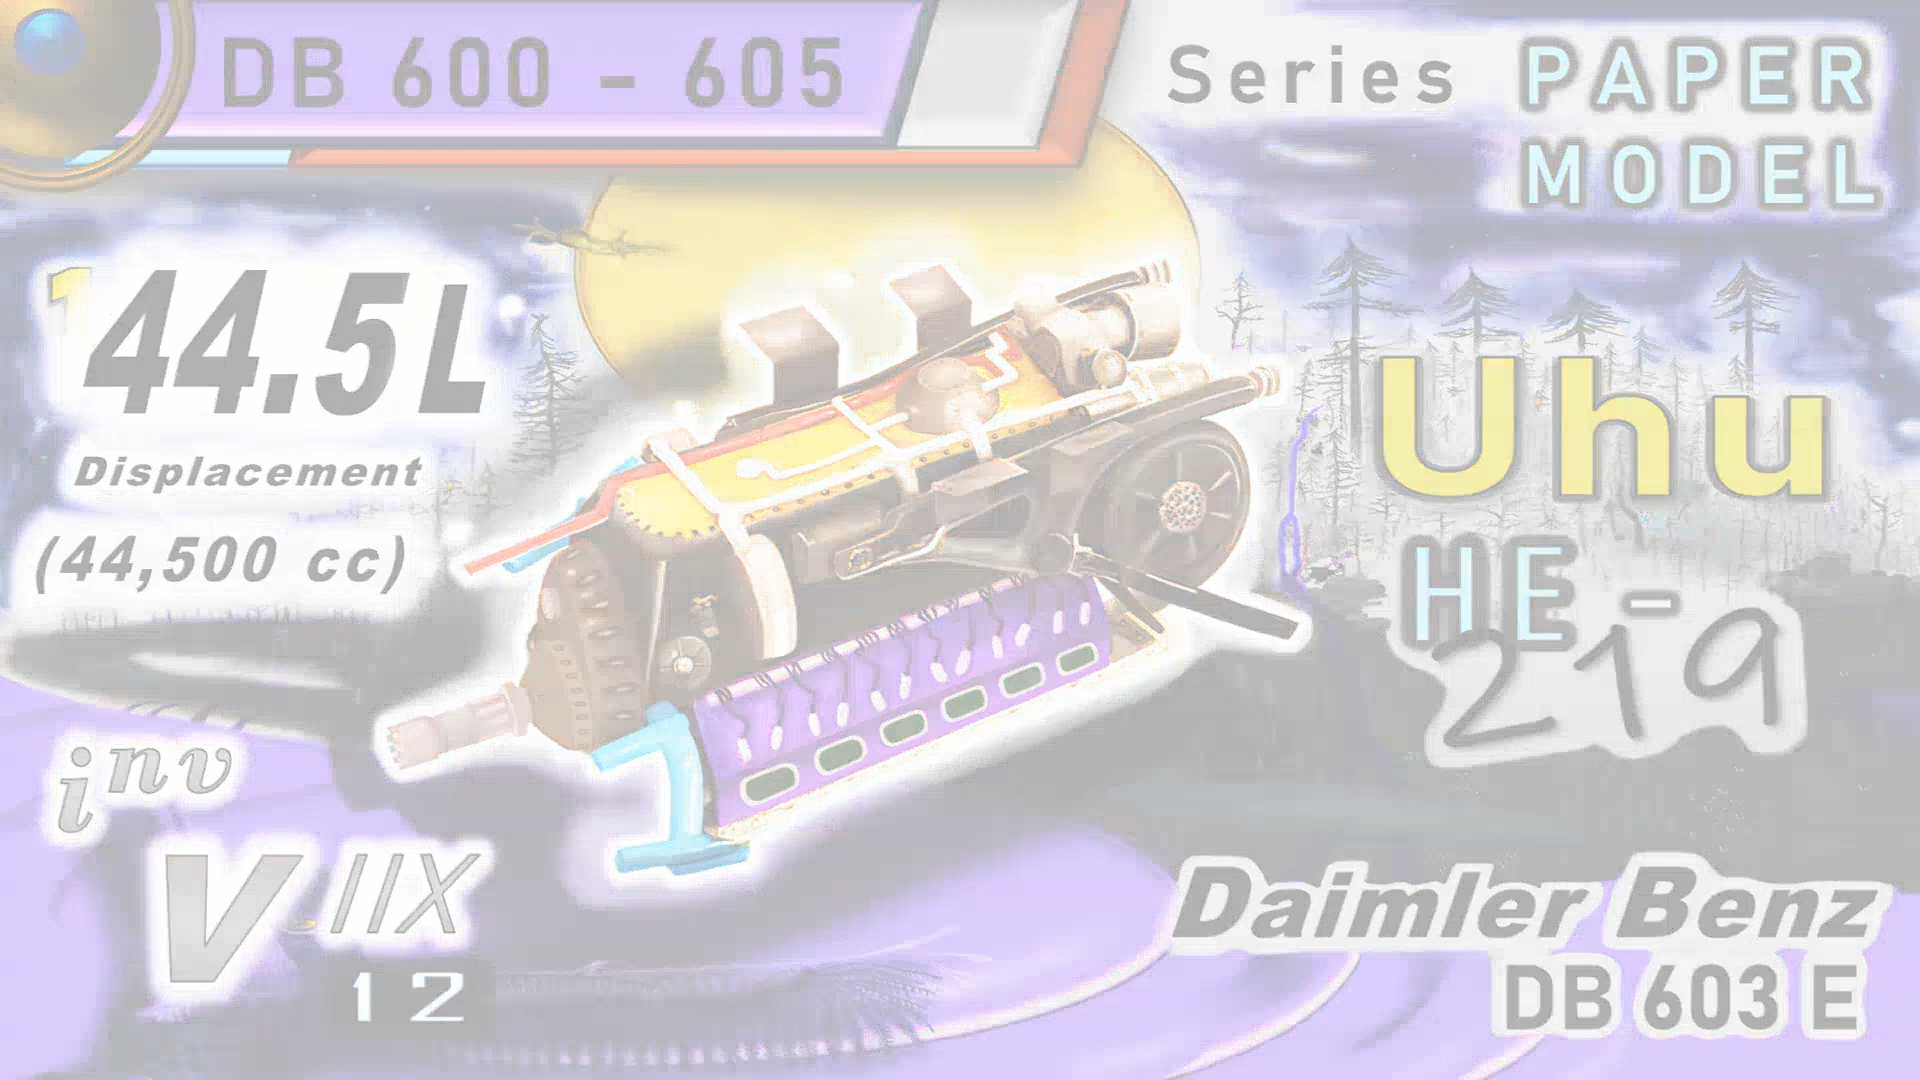 DB 600 - 605
Series PAPER
MODEL
44.5L
Displacement
(44,500 cc)
Uhu
HE -
219
inv
V IIX
12
Daimler Benz
DB 603 E